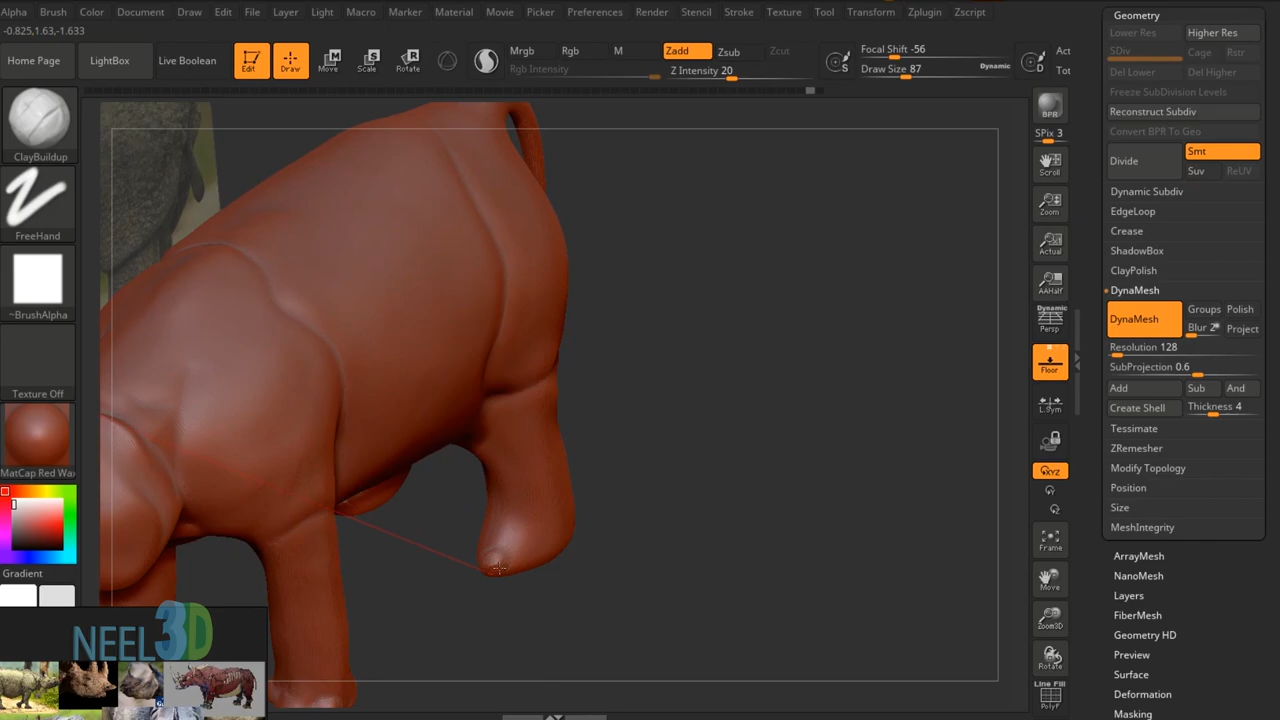 Alpha Brush Color Document Draw Edit File Layer Light Macro Marker Material Movie Picker Preferences Render Stencil Stroke Texture Tool Transform Zplugin Zscript
-0.825,1.63,-1.633
Home Page LightBox Live Boolean Edit Draw Move Scale Rotate
Mrgb Rgb M Zadd Zsub Zcut
Rgb Intensity Z Intensity 20
Focal Shift -56
Draw Size 87 Dynamic
S D
Act
Tot
ClayBuildup
FreeHand
~BrushAlpha
Texture Off
MatCap Red Wax
Gradient
NEEL 3D
BPR
SPix 3
Scroll
Zoom
Actual
AAHalf
Dynamic
Persp
Floor
L.Sym
XYZ
Frame
Move
Zoom3D
Rotate
Line Fill
PolyF
Geometry
Lower Res Higher Res
SDiv Cage Rstr
Del Lower Del Higher
Freeze SubDivision Levels
Reconstruct Subdiv
Convert BPR To Geo
Divide Smt
Suv ReUV
Dynamic Subdiv
EdgeLoop
Crease
ShadowBox
ClayPolish
DynaMesh
DynaMesh Groups Polish
Blur 2 Project
Resolution 128
SubProjection 0.6
Add Sub And
Create Shell Thickness 4
Tessimate
ZRemesher
Modify Topology
Position
Size
MeshIntegrity
ArrayMesh
NanoMesh
Layers
FiberMesh
Geometry HD
Preview
Surface
Deformation
Masking